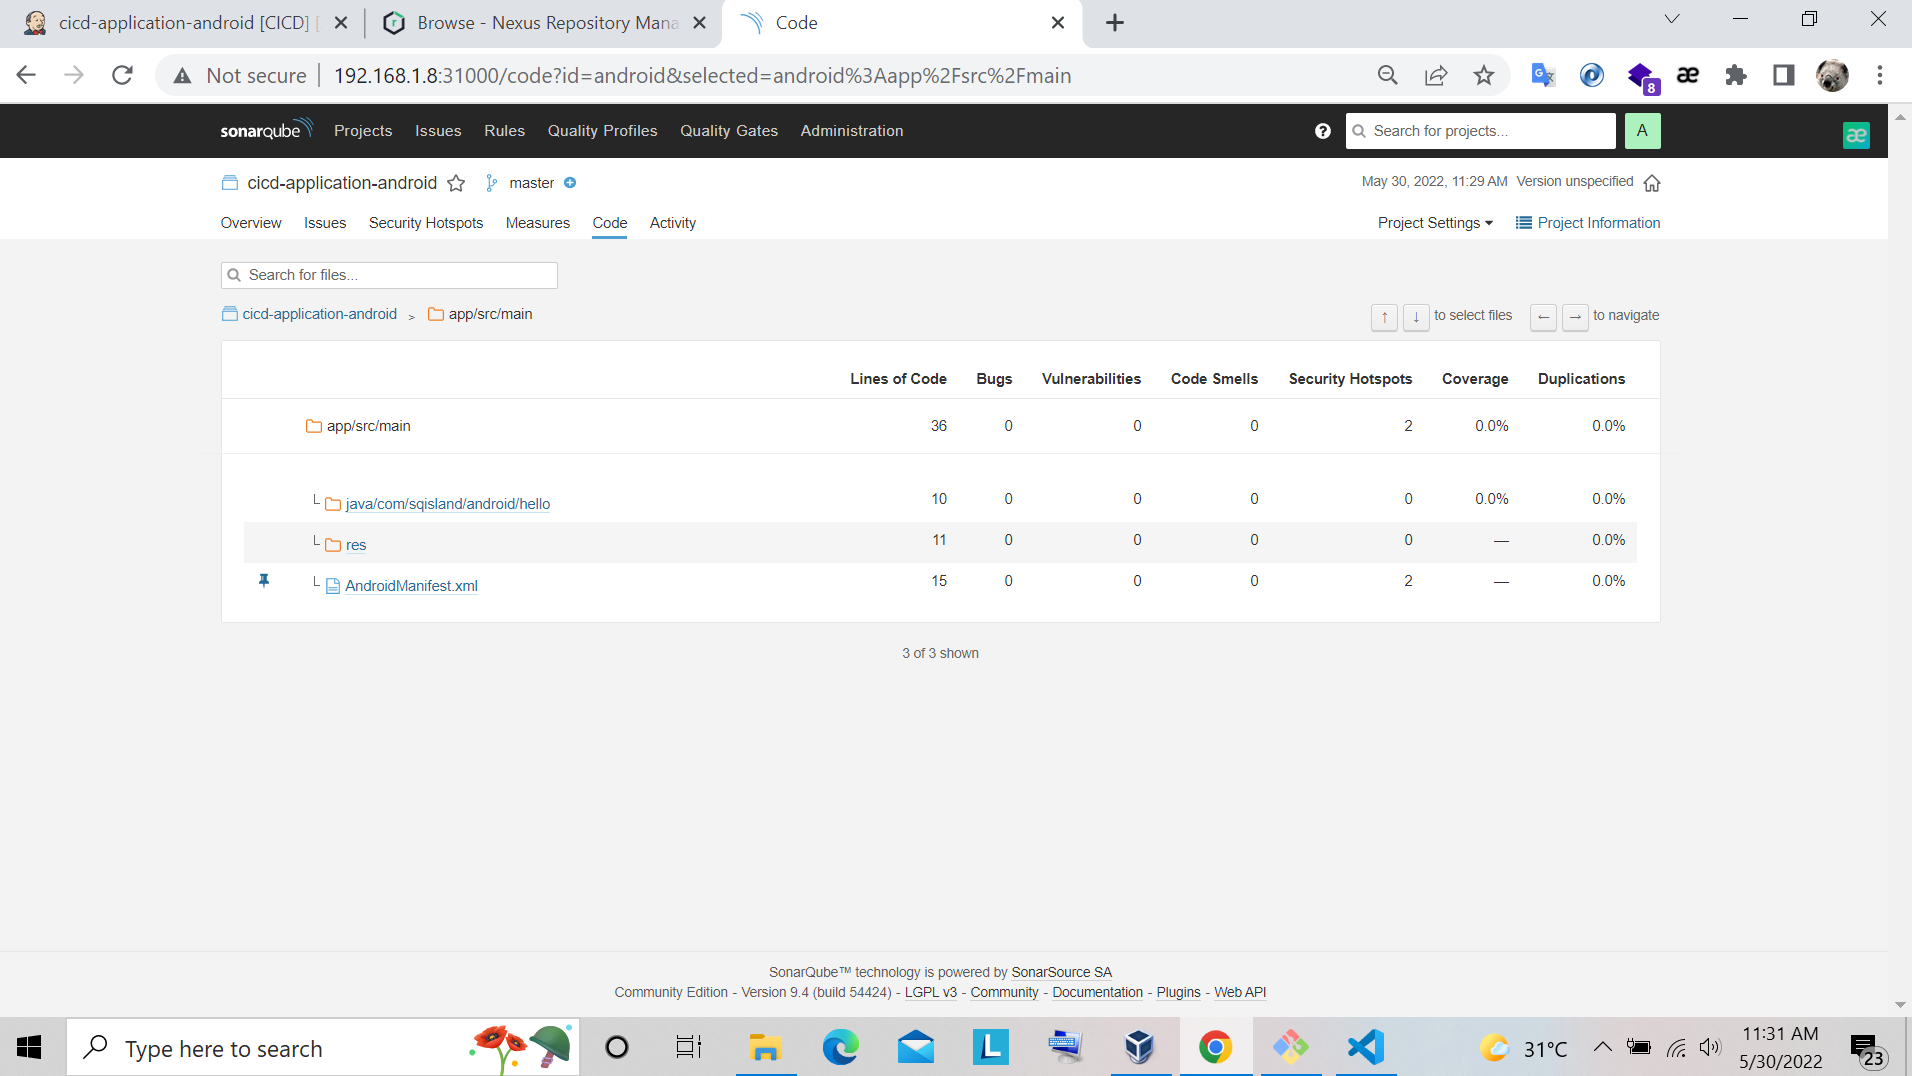 cicd-application-android [CICD] [
Browse - Nexus Repository Mana
Code
Not secure
192.168.1.8:31000/code?id=android&selected=android%3Aapp%2Fsrc%2Fmain
8
æ
sonarqube
Projects
Issues
Rules
Quality Profiles
Quality Gates
Administration
?
Search for projects...
A
æ
cicd-application-android
master
May 30, 2022, 11:29 AM
Version unspecified
Overview
Issues
Security Hotspots
Measures
Code
Activity
Project Settings
Project Information
Search for files...
cicd-application-android > app/src/main
↑ ↓ to select files ← → to navigate
Lines of Code Bugs Vulnerabilities Code Smells Security Hotspots Coverage Duplications
app/src/main 36 0 0 0 2 0.0% 0.0%
java/com/sqisland/android/hello 10 0 0 0 0 0.0% 0.0%
res 11 0 0 0 0 — 0.0%
AndroidManifest.xml 15 0 0 0 2 — 0.0%
3 of 3 shown
SonarQube™ technology is powered by SonarSource SA
Community Edition - Version 9.4 (build 54424) - LGPL v3 - Community - Documentation - Plugins - Web API
Type here to search
L
31°C
11:31 AM
5/30/2022
23